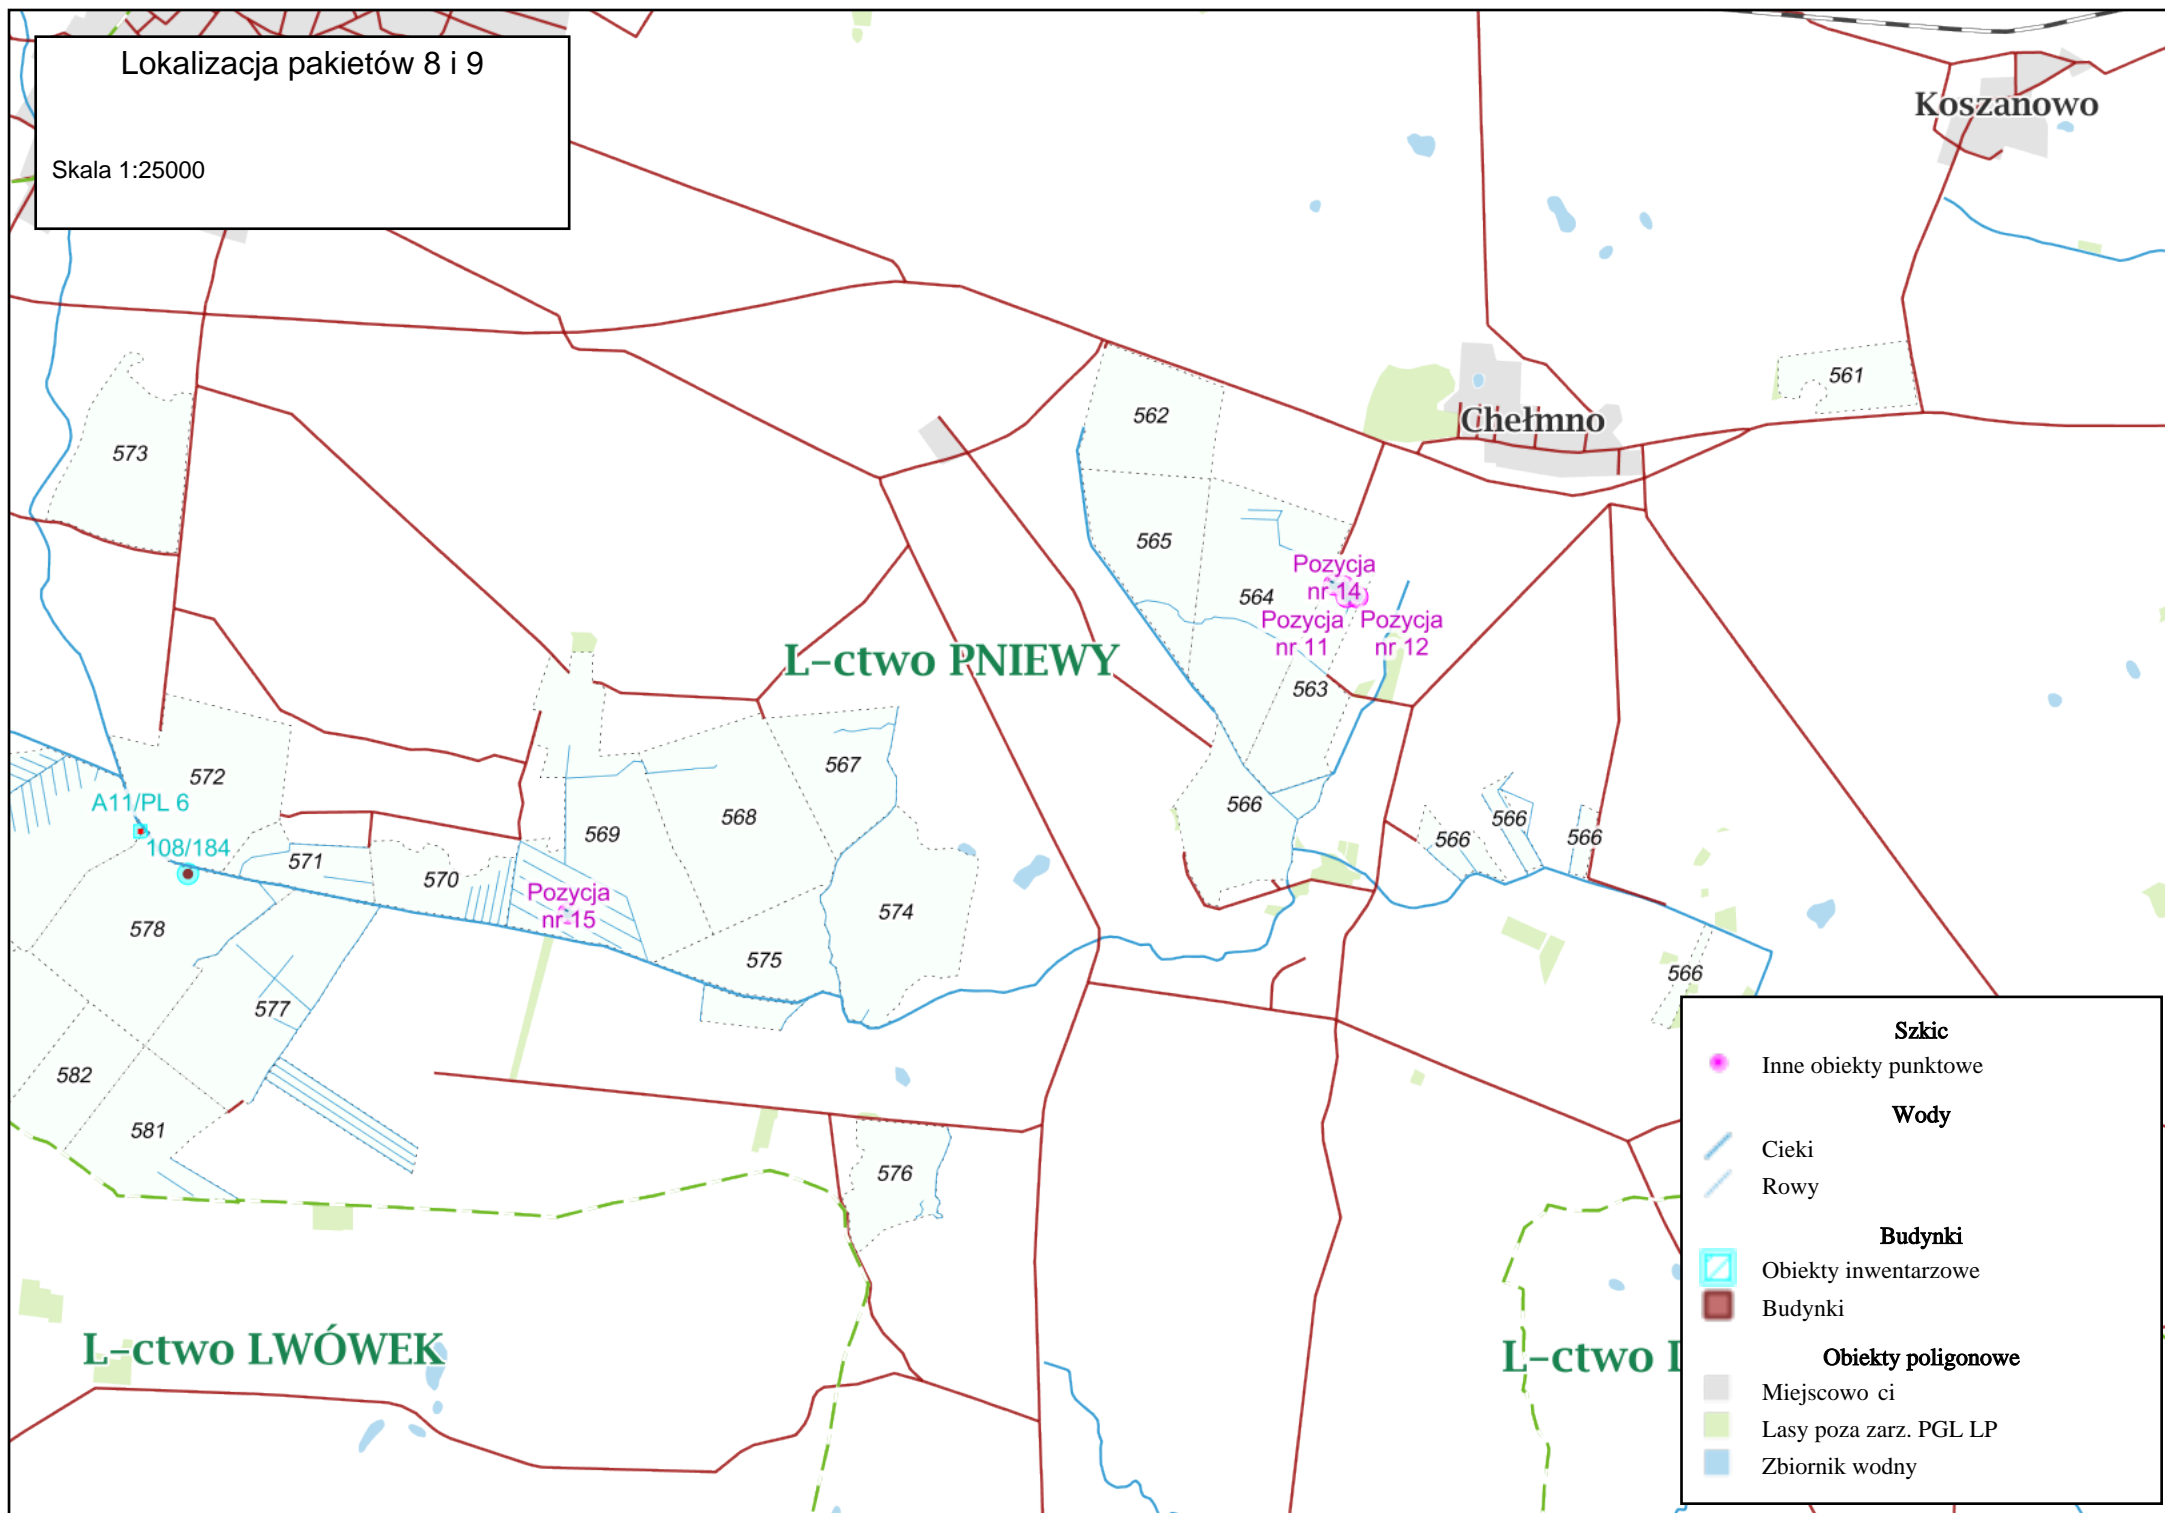 Lokalizacja pakietów 8 i 9
Skala 1:25000
Koszanowo
561
Chełmno
562
573
565
Pozycja
nr 14
564
Pozycja
nr 11
Pozycja
nr 12
L-ctwo PNIEWY
563
567
572
A11/PL 6
566
568
569
566
566
566
108/184
571
570
Pozycja
nr 15
574
578
575
566
577
582
581
576
L-ctwo LWÓWEK
L-ctwo
Szkic
Inne obiekty punktowe
Wody
Cieki
Rowy
Budynki
Obiekty inwentarzowe
Budynki
Obiekty poligonowe
Miejscowo ci
Lasy poza zarz. PGL LP
Zbiornik wodny